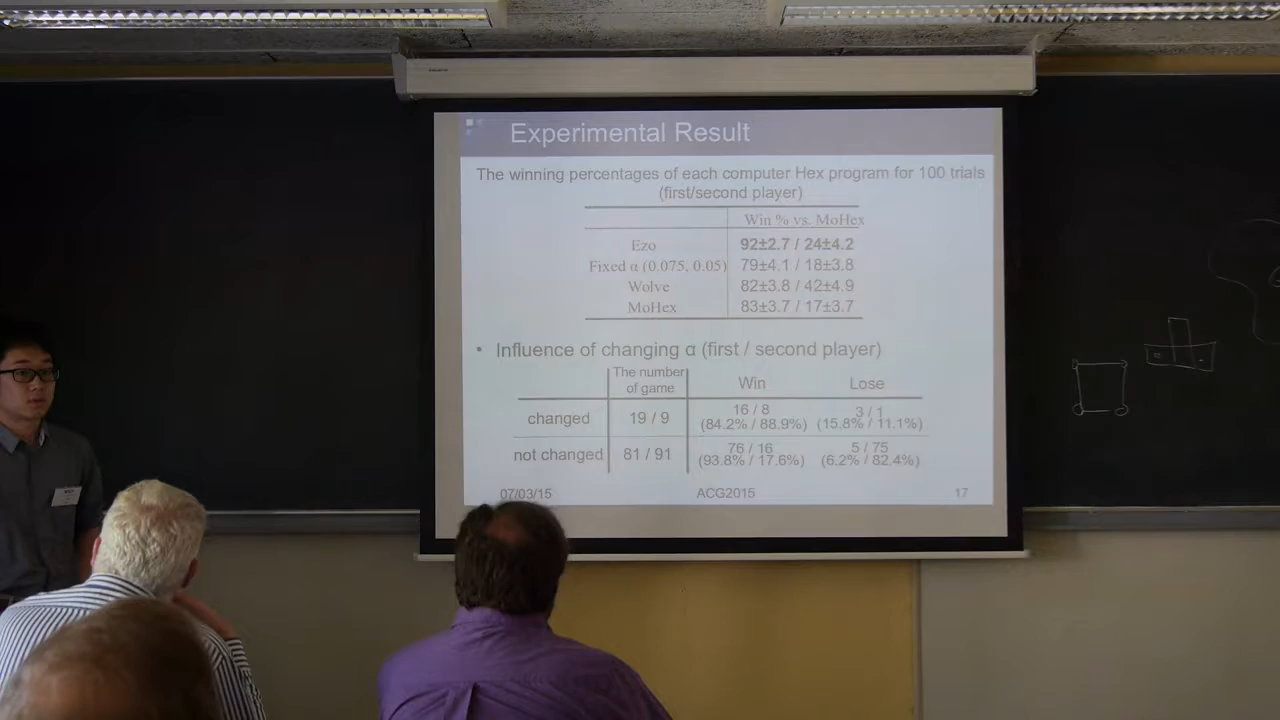 Experimental Result
The winning percentages of each computer Hex program for 100 trials
(first/second player)
Win % vs. MoHex
Ezo 92±2.7 / 24±4.2
Fixed α (0.075, 0.05) 79±4.1 / 18±3.8
Wolve 82±3.8 / 42±4.9
MoHex 83±3.7 / 17±3.7
• Influence of changing α (first / second player)
The number
of game Win Lose
changed 19 / 9 16 / 8 3 / 1
(84.2% / 88.9%) (15.8% / 11.1%)
not changed 81 / 91 76 / 16 5 / 75
(93.8% / 17.6%) (6.2% / 82.4%)
07/03/15 ACG2015 17